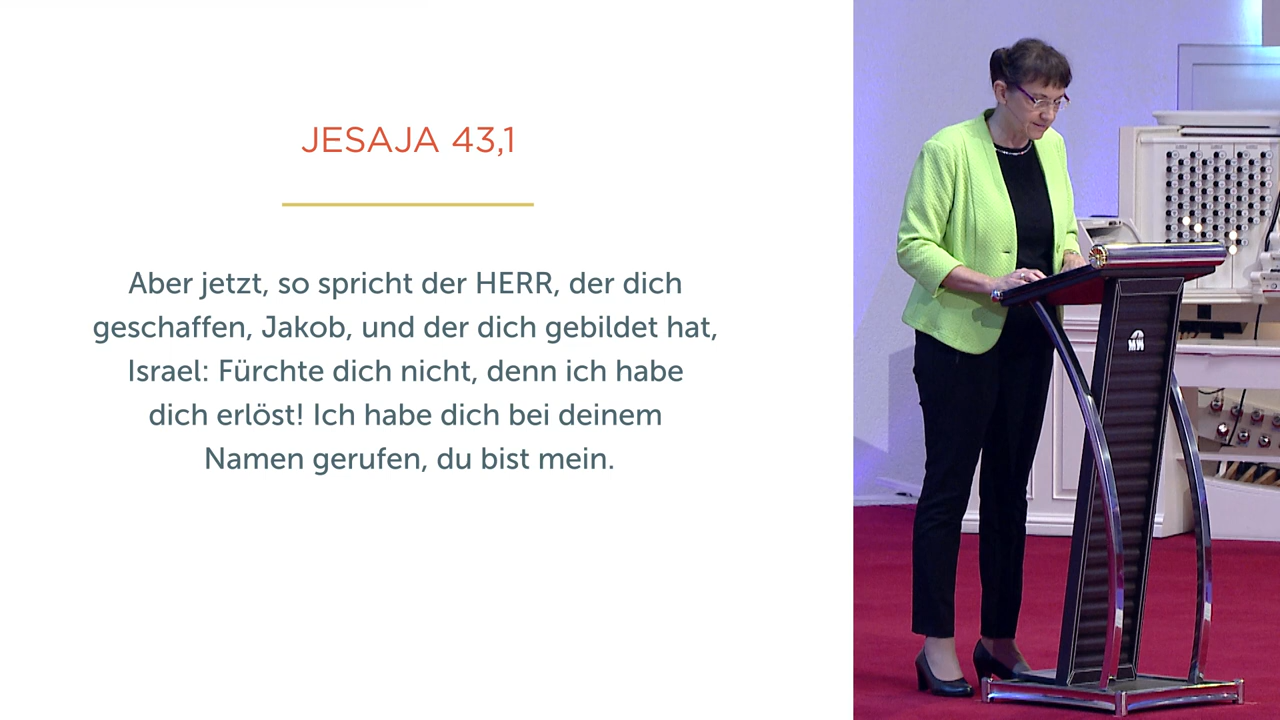 JESAJA 43,1
Aber jetzt, so spricht der HERR, der dich
geschaffen, Jakob, und der dich gebildet hat,
Israel: Fürchte dich nicht, denn ich habe
dich erlöst! Ich habe dich bei deinem
Namen gerufen, du bist mein.
MW